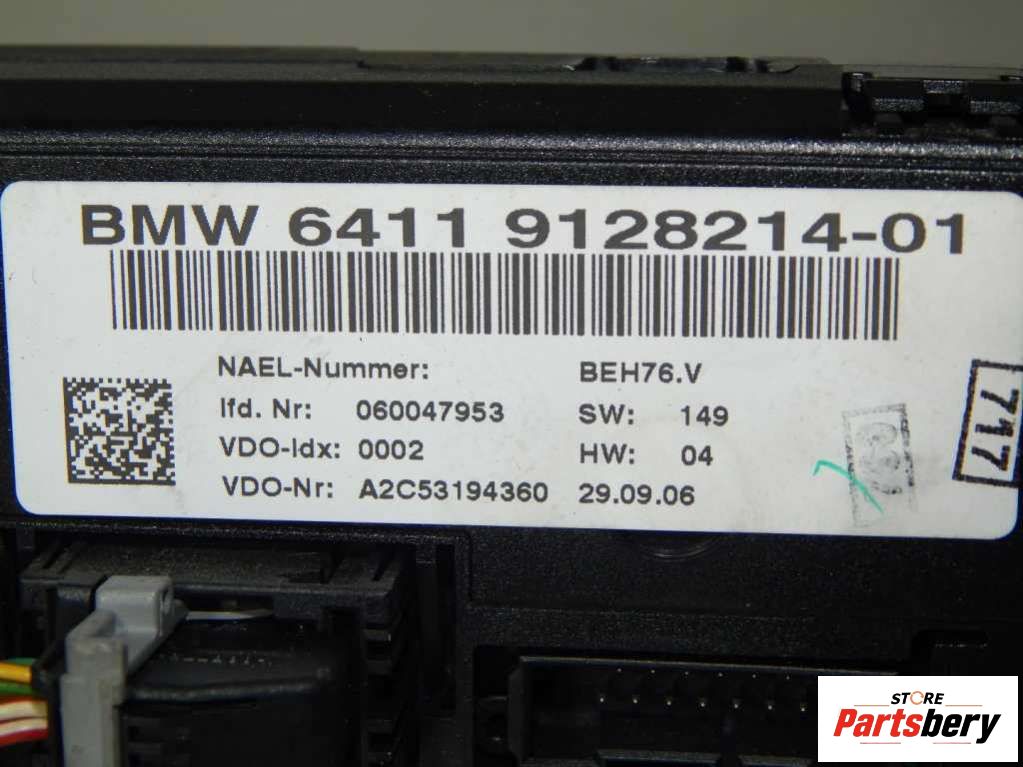 BMW 6411 9128214-01
NAEL-Nummer: BEH76.V
lfd. Nr: 060047953 SW: 149
VDO-Idx: 0002 HW: 04
VDO-Nr: A2C53194360 29.09.06
717
STORE
Partsbery